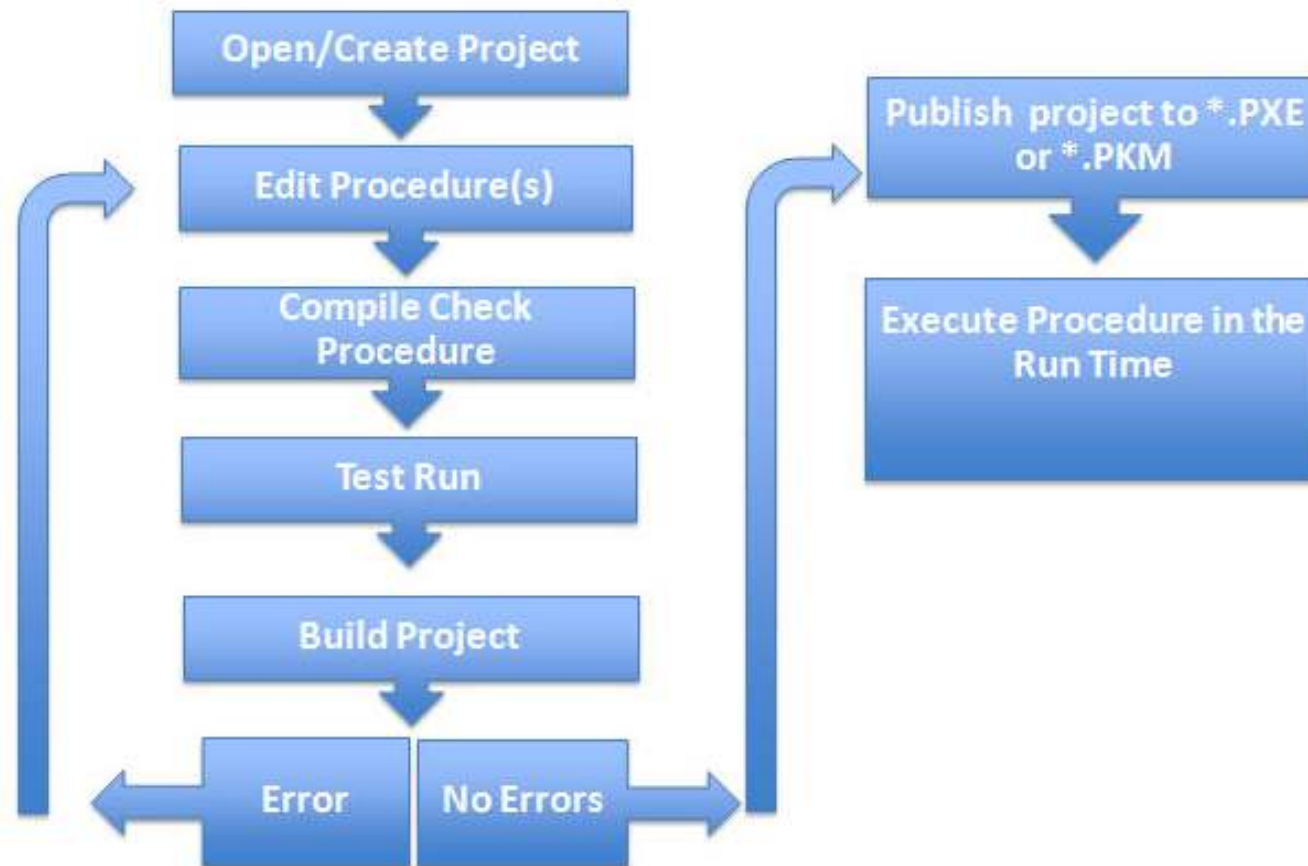 Open/Create Project
Edit Procedure(s)
Compile Check
Procedure
Test Run
Build Project
Error
No Errors
Publish project to *.PXE
or *.PKM
Execute Procedure in the
Run Time